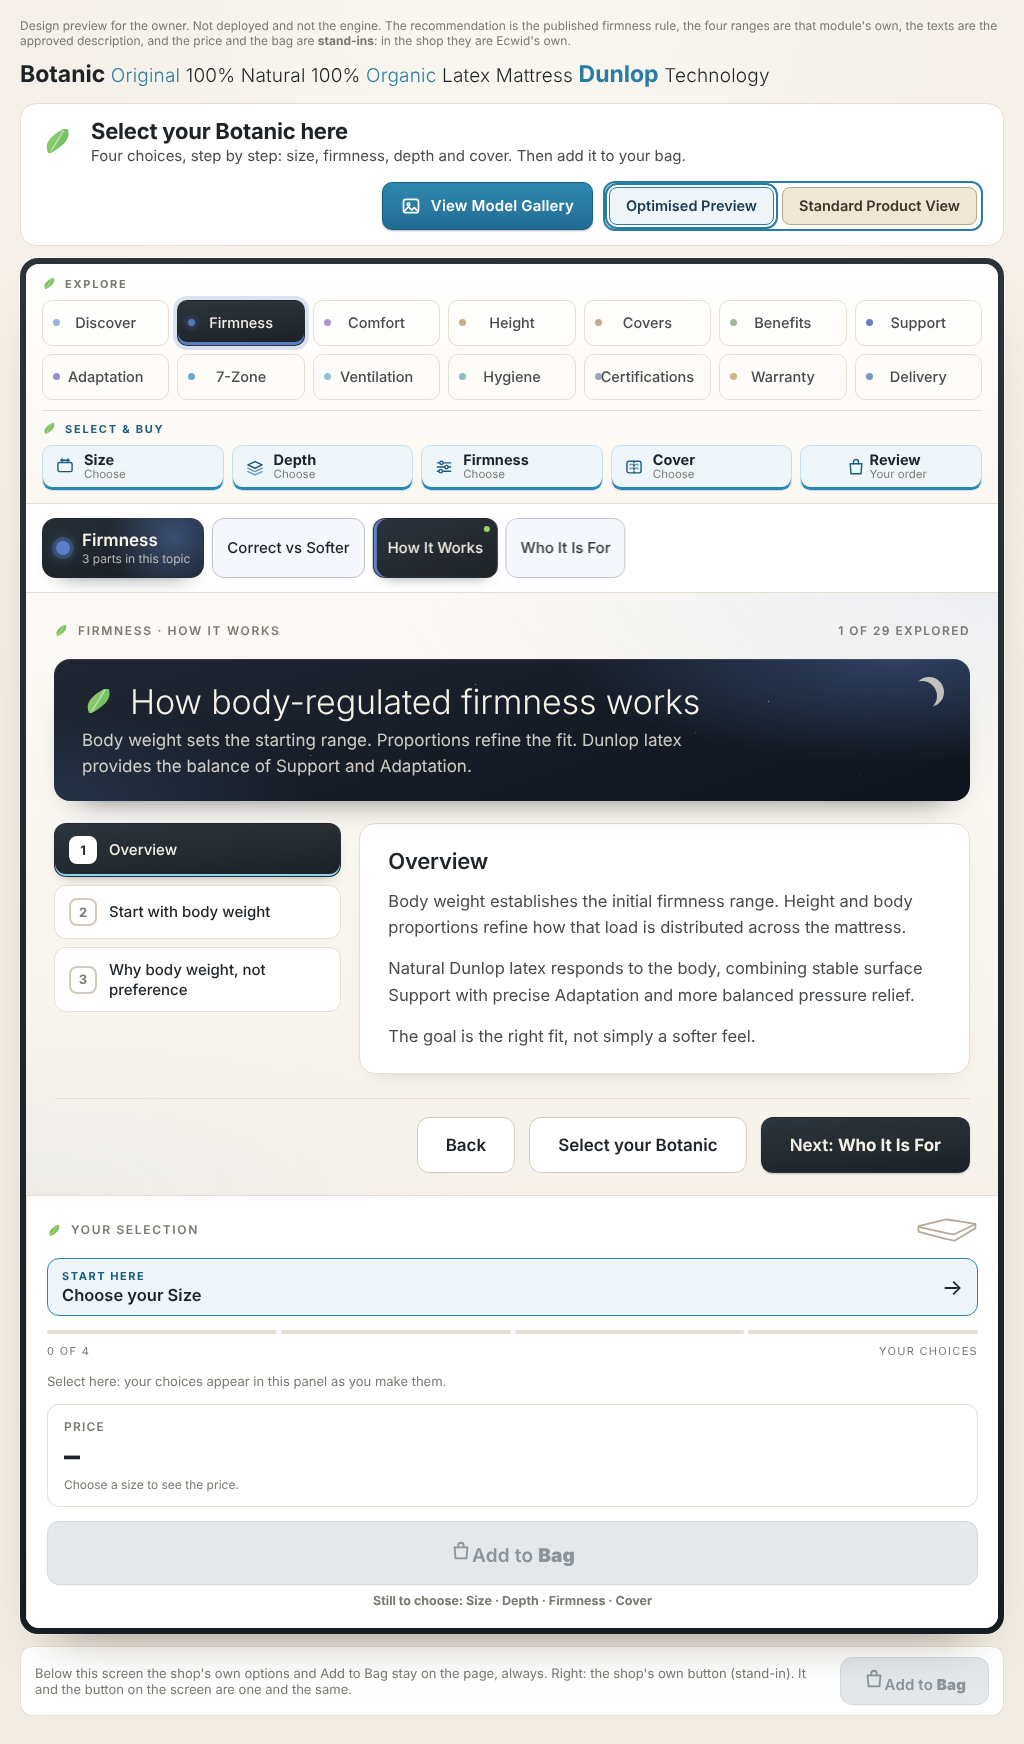 Design preview for the owner. Not deployed and not the engine. The recommendation is the published firmness rule, the four ranges are that module's own, the texts are the
approved description, and the price and the bag are stand-ins: in the shop they are Ecwid's own.
Botanic Original 100% Natural 100% Organic Latex Mattress Dunlop Technology
Select your Botanic here
Four choices, step by step: size, firmness, depth and cover. Then add it to your bag.
View Model Gallery
Optimised Preview
Standard Product View
EXPLORE
Discover
Firmness
Comfort
Height
Covers
Benefits
Support
Adaptation
7-Zone
Ventilation
Hygiene
Certifications
Warranty
Delivery
SELECT & BUY
Size
Choose
Depth
Choose
Firmness
Choose
Cover
Choose
Review
Your order
Firmness
3 parts in this topic
Correct vs Softer
How It Works
Who It Is For
FIRMNESS · HOW IT WORKS
1 OF 29 EXPLORED
How body-regulated firmness works
Body weight sets the starting range. Proportions refine the fit. Dunlop latex
provides the balance of Support and Adaptation.
1 Overview
2 Start with body weight
3 Why body weight, not
preference
Overview
Body weight establishes the initial firmness range. Height and body
proportions refine how that load is distributed across the mattress.
Natural Dunlop latex responds to the body, combining stable surface
Support with precise Adaptation and more balanced pressure relief.
The goal is the right fit, not simply a softer feel.
Back
Select your Botanic
Next: Who It Is For
YOUR SELECTION
START HERE
Choose your Size
0 OF 4
YOUR CHOICES
Select here: your choices appear in this panel as you make them.
PRICE
–
Choose a size to see the price.
Add to Bag
Still to choose: Size · Depth · Firmness · Cover
Below this screen the shop's own options and Add to Bag stay on the page, always. Right: the shop's own button (stand-in). It
and the button on the screen are one and the same.
Add to Bag